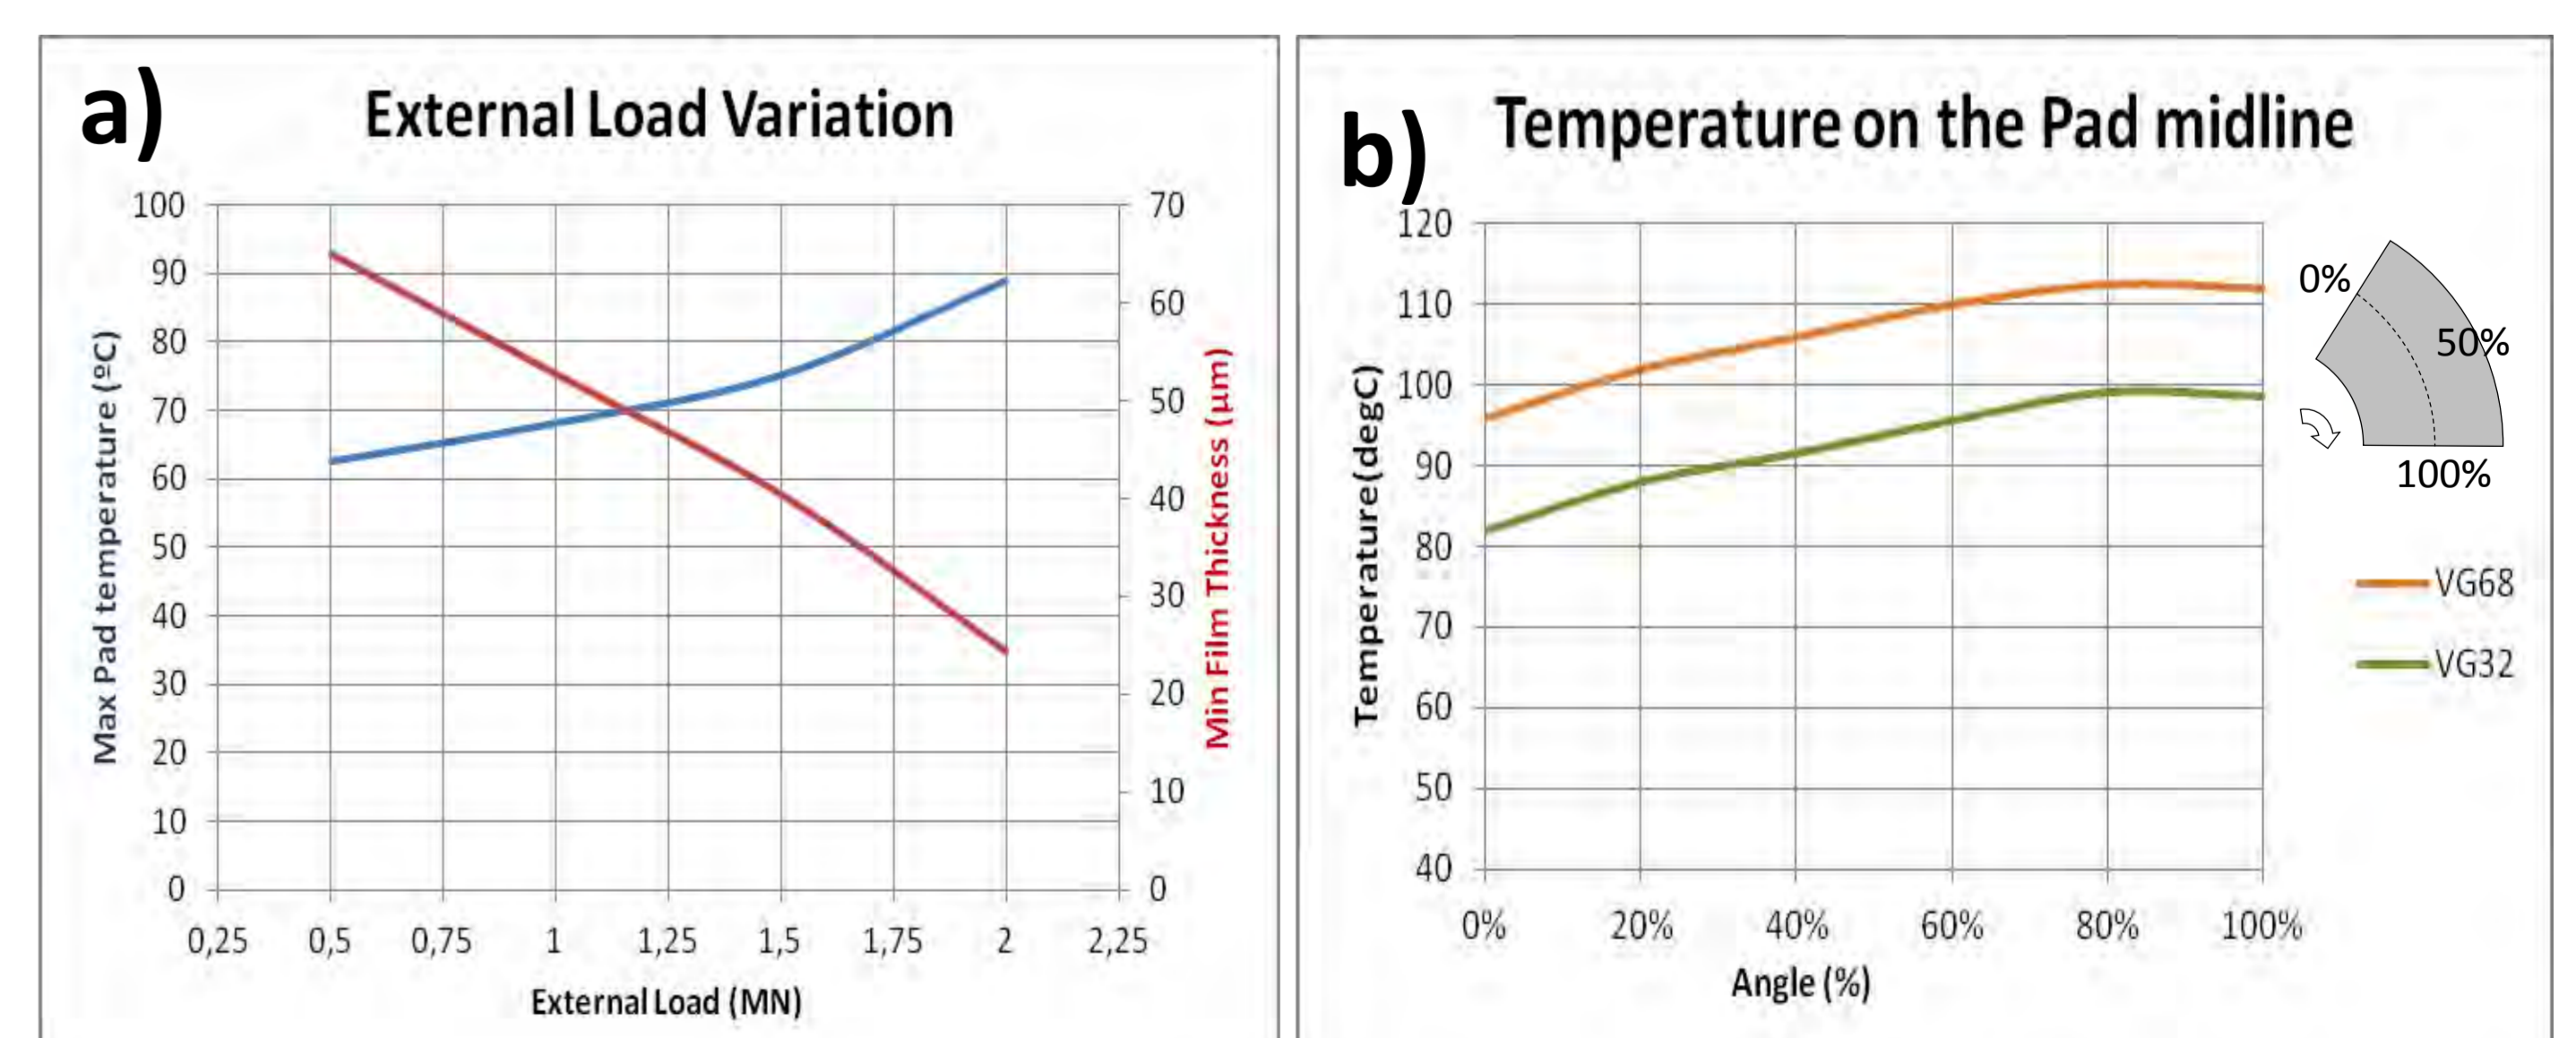 a)
External Load Variation
100
90
80
70
60
50
40
30
20
10
0
Max Pad temperature (ºC)
70
60
50
40
30
20
10
0
Min Film Thickness (µm)
0,25 0,5 0,75 1 1,25 1,5 1,75 2 2,25
External Load (MN)
b)
Temperature on the Pad midline
120
110
100
90
80
70
60
50
40
Temperature(degC)
0% 20% 40% 60% 80% 100%
Angle (%)
0%
50%
100%
VG68
VG32